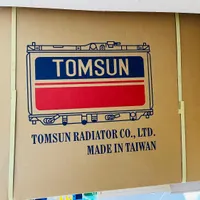 TOMSUN
TOMSUN RADIATOR CO., LTD.
MADE IN TAIWAN